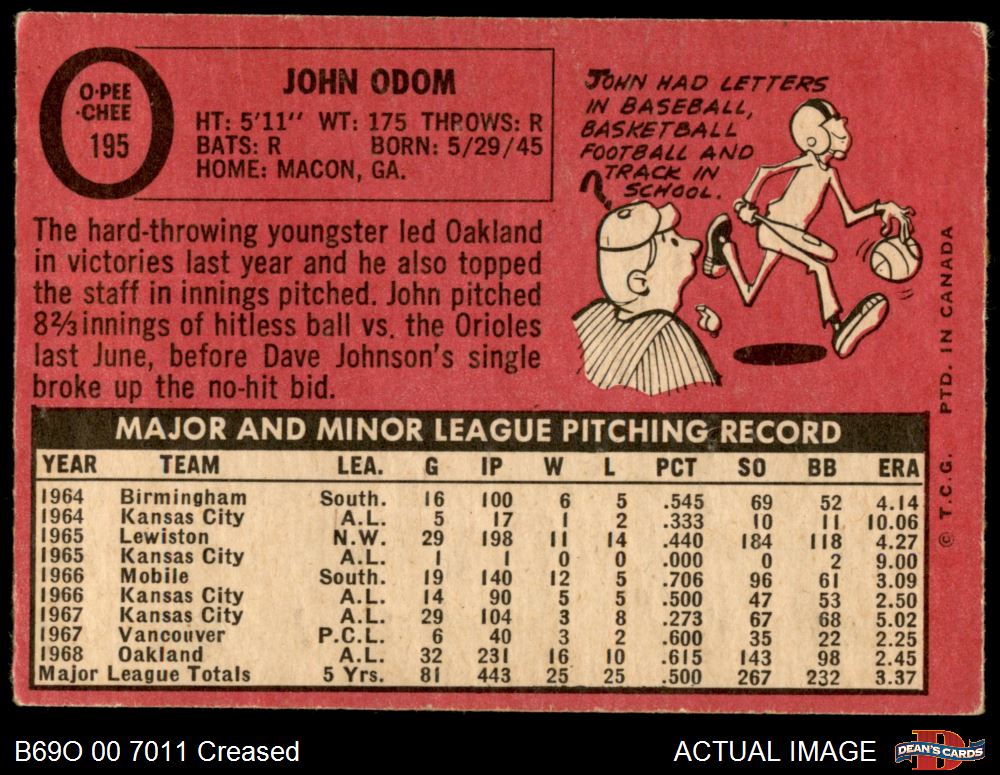 O-PEE
-CHEE
195
JOHN ODOM
HT: 5'11" WT: 175 THROWS: R
BATS: R BORN: 5/29/45
HOME: MACON, GA.
JOHN HAD LETTERS
IN BASEBALL,
BASKETBALL
FOOTBALL AND
TRACK IN
SCHOOL.
The hard-throwing youngster led Oakland
in victories last year and he also topped
the staff in innings pitched. John pitched
8⅔ innings of hitless ball vs. the Orioles
last June, before Dave Johnson's single
broke up the no-hit bid.
MAJOR AND MINOR LEAGUE PITCHING RECORD
YEAR TEAM LEA. G IP W L PCT SO BB ERA
1964 Birmingham South. 16 100 6 5 .545 69 52 4.14
1964 Kansas City A.L. 5 17 1 2 .333 10 11 10.06
1965 Lewiston N.W. 29 198 11 14 .440 184 118 4.27
1965 Kansas City A.L. 1 1 0 0 .000 0 2 9.00
1966 Mobile South. 19 140 12 5 .706 96 61 3.09
1966 Kansas City A.L. 14 90 5 5 .500 47 53 2.50
1967 Kansas City A.L. 29 104 3 8 .273 67 68 5.02
1967 Vancouver P.C.L. 6 40 3 2 .600 35 22 2.25
1968 Oakland A.L. 32 231 16 10 .615 143 98 2.45
Major League Totals 5 Yrs. 81 443 25 25 .500 267 232 3.37
© T.C.G. PTD. IN CANADA
B69O 00 7011 Creased
ACTUAL IMAGE
DEAN'S CARDS